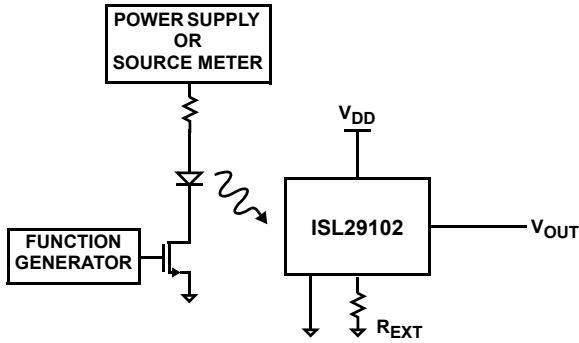 POWER SUPPLY
OR
SOURCE METER
VDD
ISL29102
VOUT
FUNCTION
GENERATOR
REXT